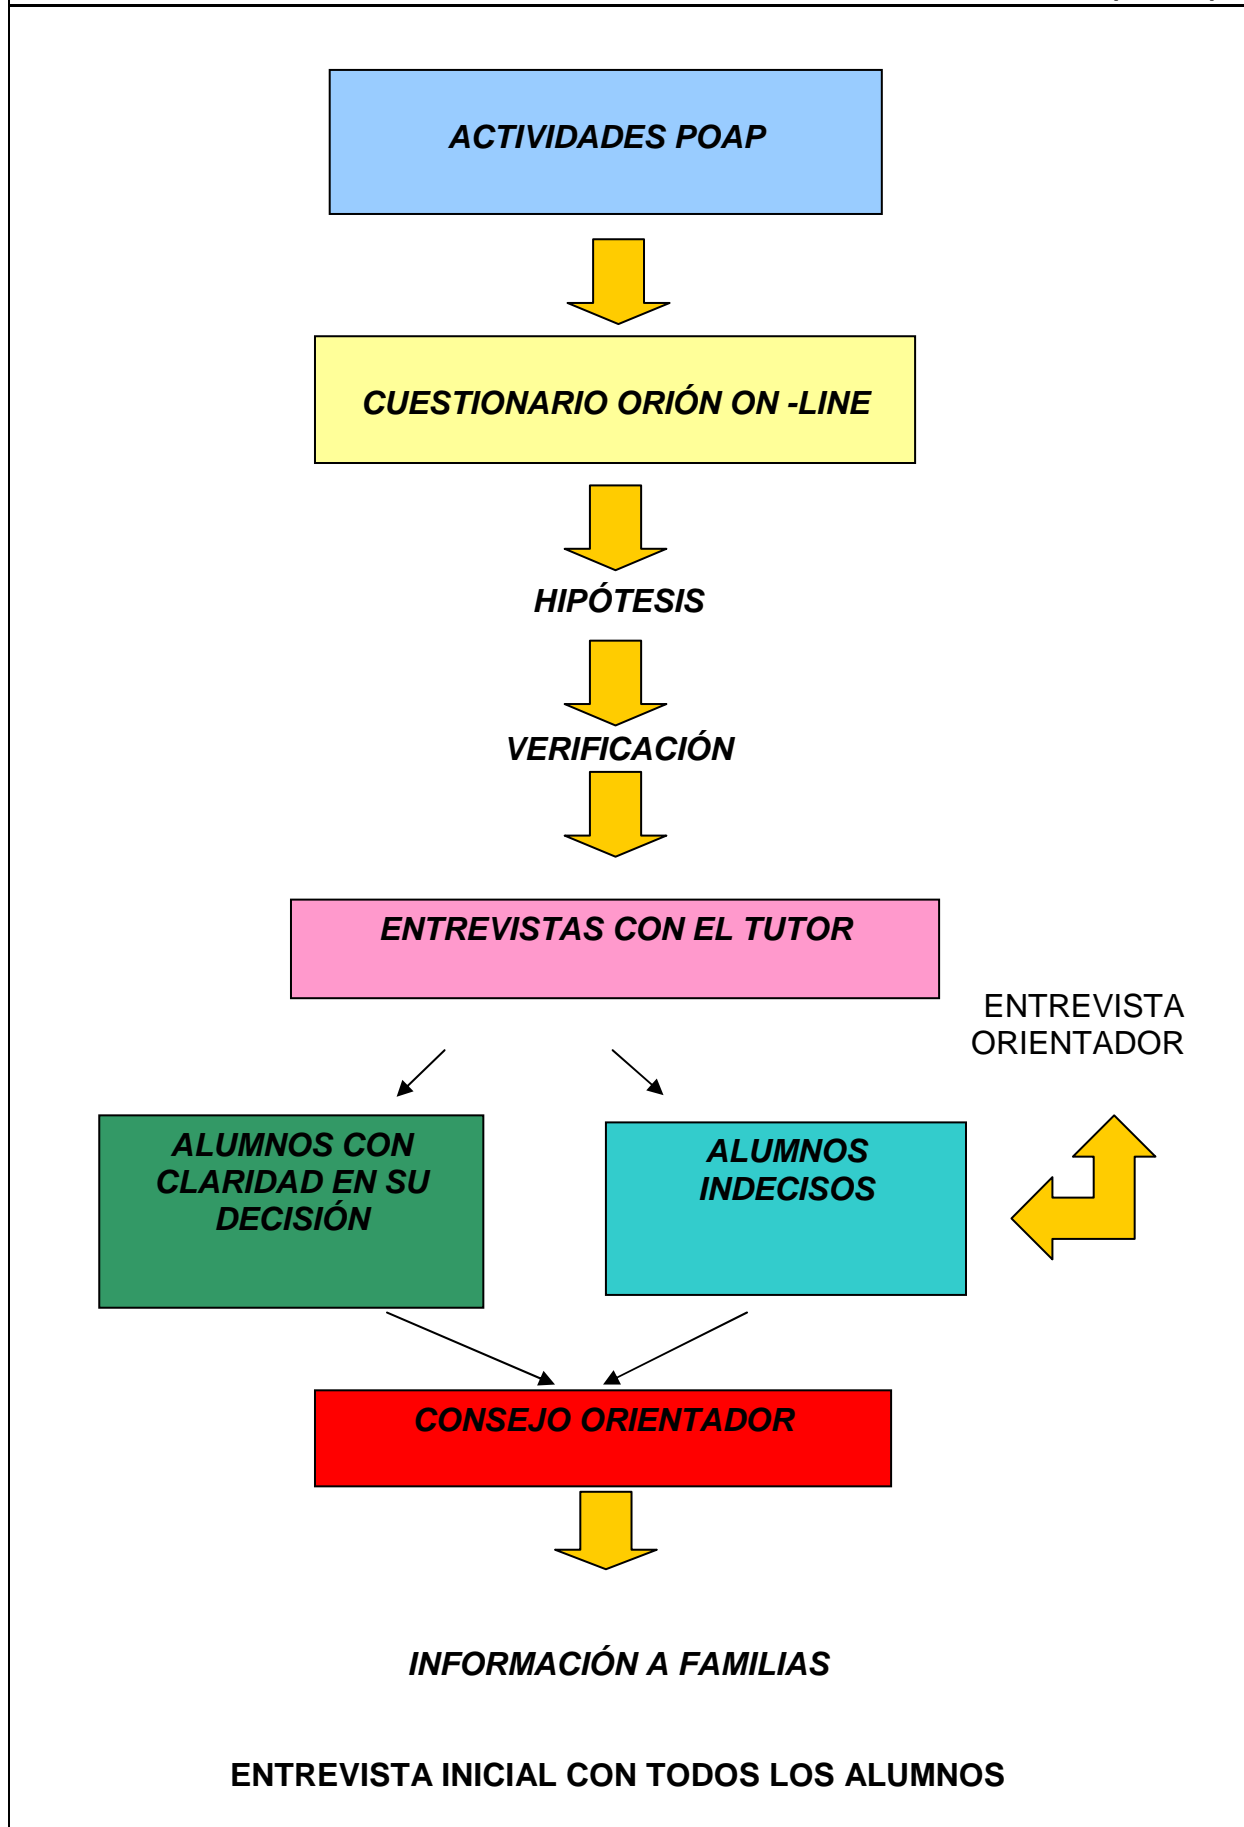 ACTIVIDADES POAP
CUESTIONARIO ORIÓN ON -LINE
HIPÓTESIS
VERIFICACIÓN
ENTREVISTAS CON EL TUTOR
ENTREVISTA
ORIENTADOR
ALUMNOS CON
CLARIDAD EN SU
DECISIÓN
ALUMNOS
INDECISOS
CONSEJO ORIENTADOR
INFORMACIÓN A FAMILIAS
ENTREVISTA INICIAL CON TODOS LOS ALUMNOS